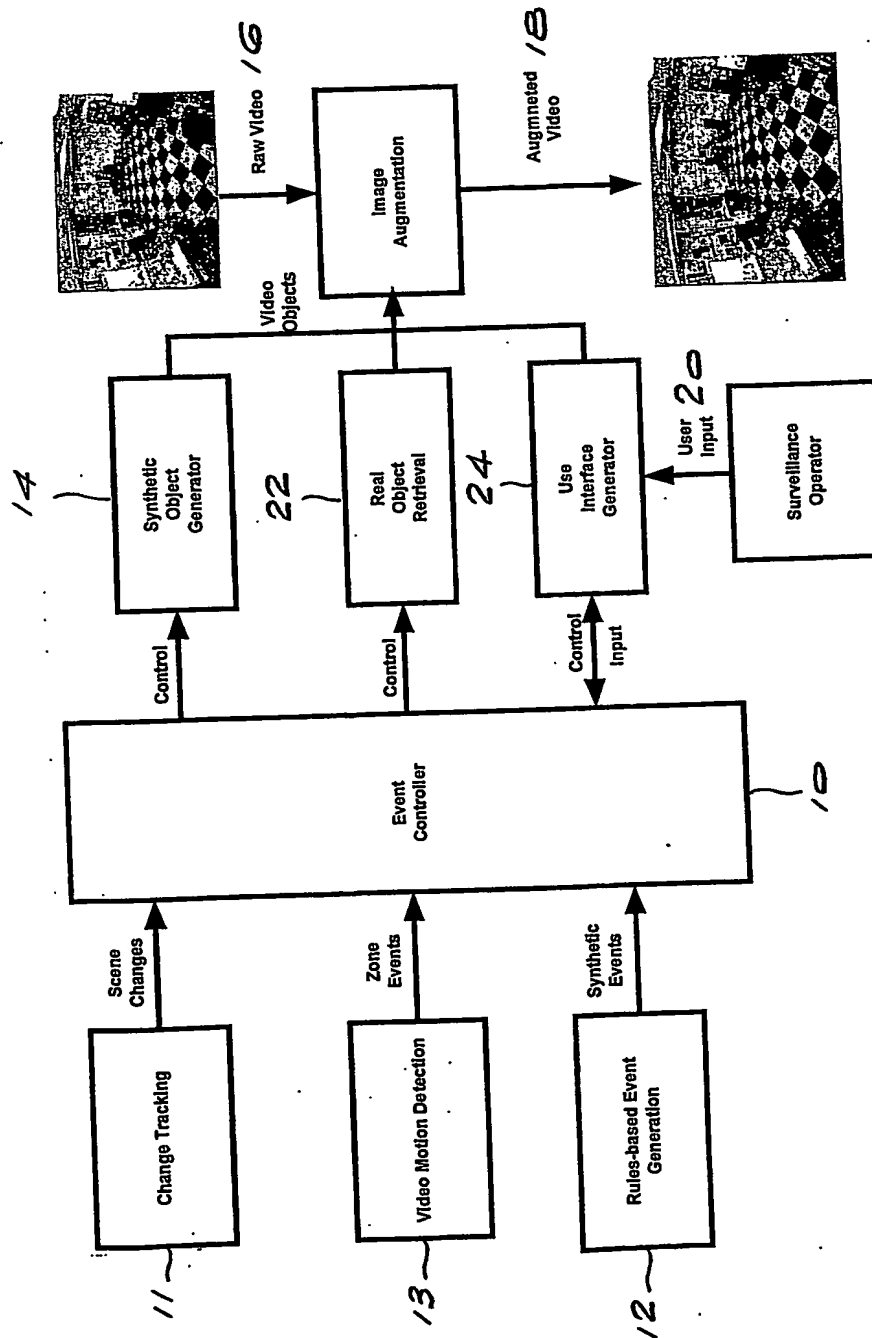 11
Change Tracking
Scene
Changes
13
Video Motion Detection
Zone
Events
12
Rules-based Event
Generation
Synthetic
Events
Event
Controller
10
Control
Control
Control
Input
14
Synthetic
Object
Generator
22
Real
Object
Retrieval
24
Use
Interface
Generator
User
Input
20
Surveillance
Operator
Video
Objects
Raw Video
16
Image
Augmentation
Augmneted
Video
18